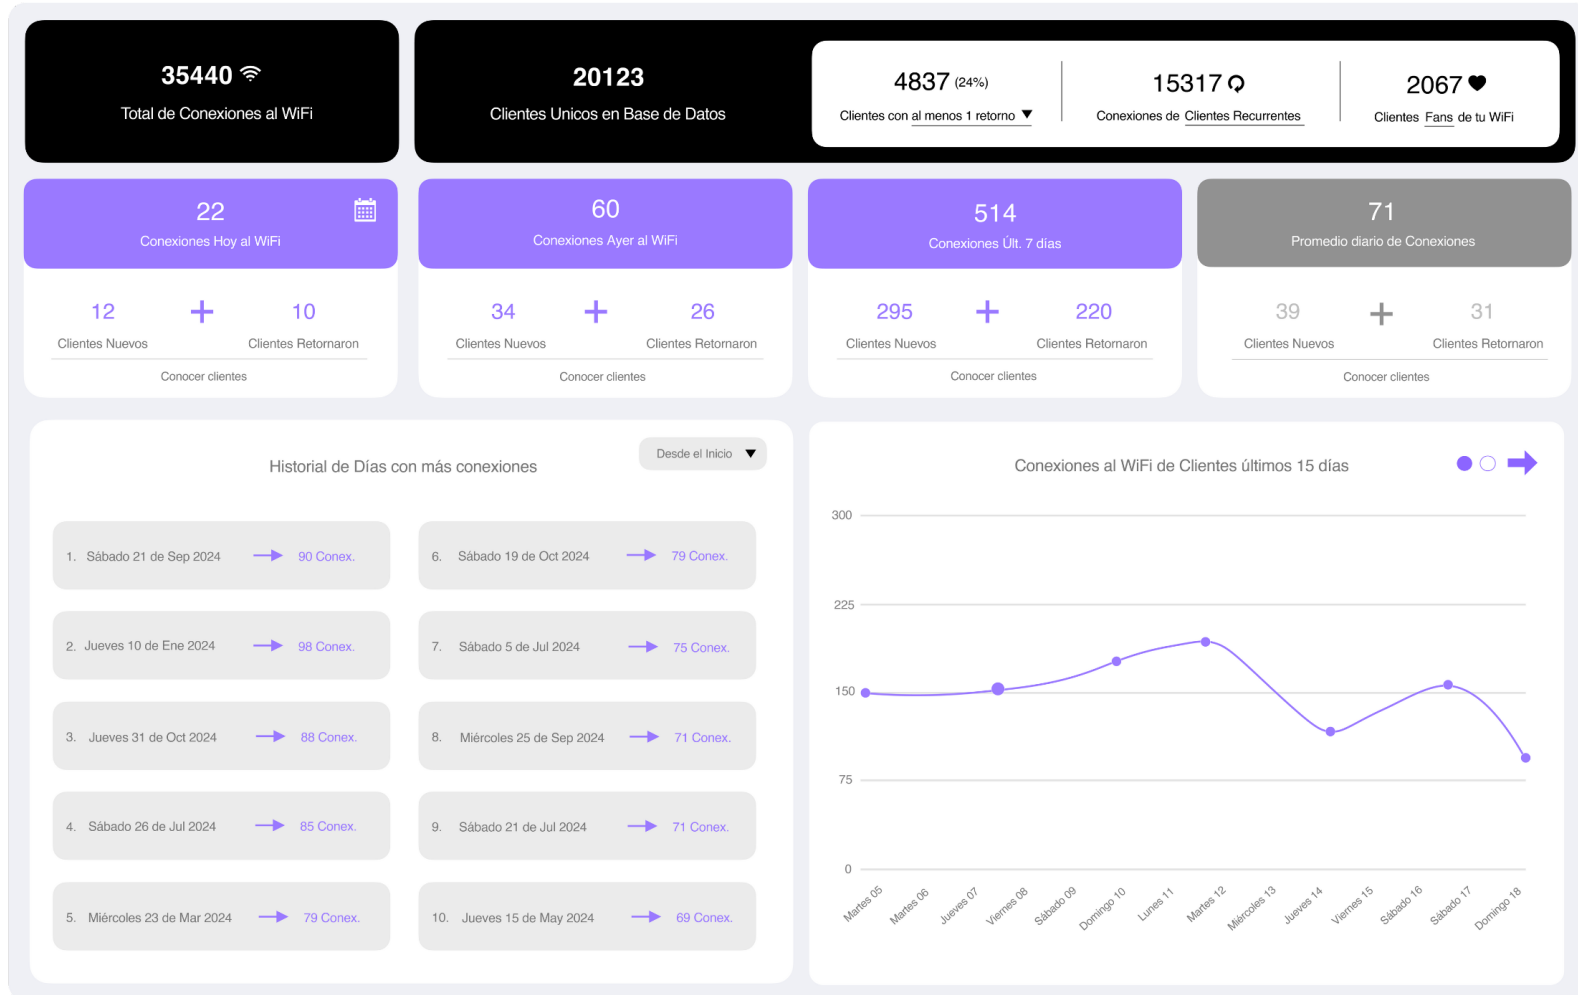 35440
Total de Conexiones al WiFi
20123
Clientes Unicos en Base de Datos
4837 (24%)
Clientes con al menos 1 retorno
15317
Conexiones de Clientes Recurrentes
2067
Clientes Fans de tu WiFi
22
Conexiones Hoy al WiFi
12 + 10
Clientes Nuevos Clientes Retornaron
Conocer clientes
60
Conexiones Ayer al WiFi
34 + 26
Clientes Nuevos Clientes Retornaron
Conocer clientes
514
Conexiones Últ. 7 días
295 + 220
Clientes Nuevos Clientes Retornaron
Conocer clientes
71
Promedio diario de Conexiones
39 + 31
Clientes Nuevos Clientes Retornaron
Conocer clientes
Historial de Días con más conexiones
Desde el Inicio
1. Sábado 21 de Sep 2024 90 Conex.
2. Jueves 10 de Ene 2024 98 Conex.
3. Jueves 31 de Oct 2024 88 Conex.
4. Sábado 26 de Jul 2024 85 Conex.
5. Miércoles 23 de Mar 2024 79 Conex.
6. Sábado 19 de Oct 2024 79 Conex.
7. Sábado 5 de Jul 2024 75 Conex.
8. Miércoles 25 de Sep 2024 71 Conex.
9. Sábado 21 de Jul 2024 71 Conex.
10. Jueves 15 de May 2024 69 Conex.
Conexiones al WiFi de Clientes últimos 15 días
300
225
150
75
0
Martes 05
Martes 06
Jueves 07
Viernes 08
Sábado 09
Domingo 10
Lunes 11
Martes 12
Miércoles 13
Jueves 14
Viernes 15
Sábado 16
Sábado 17
Domingo 18